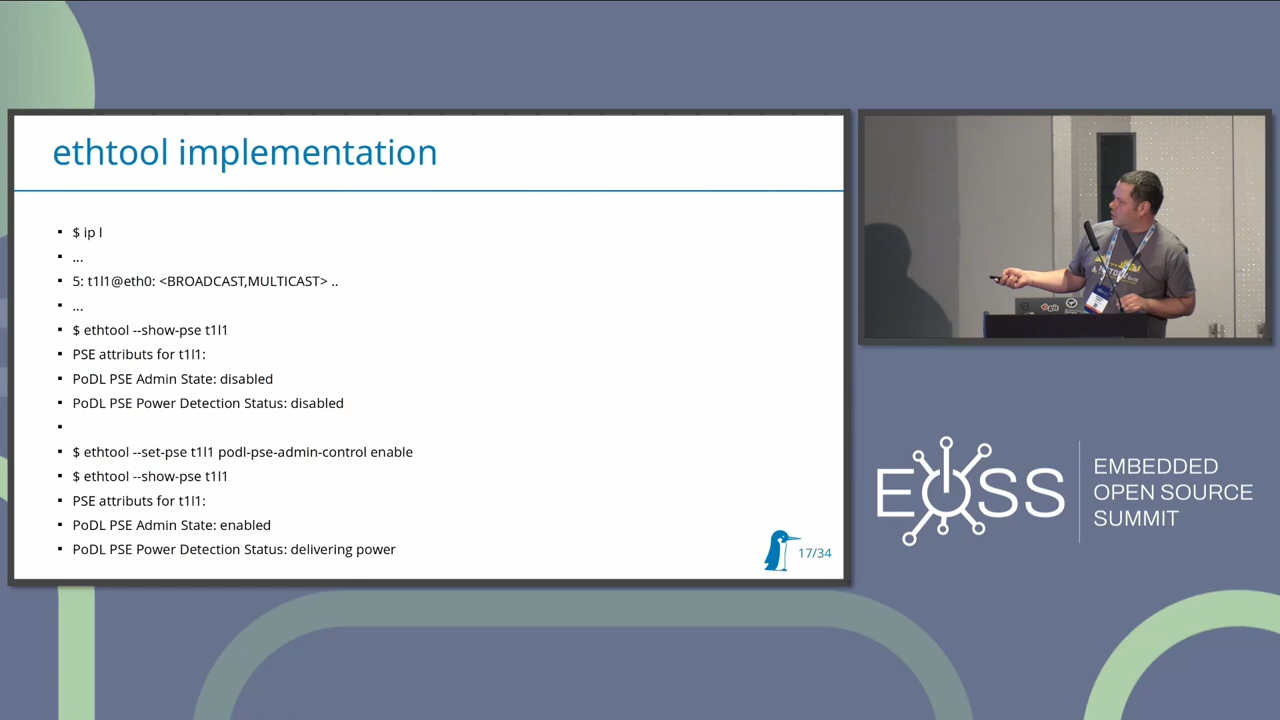 ethtool implementation
▪ $ ip l
▪ ...
▪ 5: t1l1@eth0: <BROADCAST,MULTICAST> ..
▪ ...
▪ $ ethtool --show-pse t1l1
▪ PSE attributs for t1l1:
▪ PoDL PSE Admin State: disabled
▪ PoDL PSE Power Detection Status: disabled
▪
▪ $ ethtool --set-pse t1l1 podl-pse-admin-control enable
▪ $ ethtool --show-pse t1l1
▪ PSE attributs for t1l1:
▪ PoDL PSE Admin State: enabled
▪ PoDL PSE Power Detection Status: delivering power
17/34
EOSS
EMBEDDED
OPEN SOURCE
SUMMIT